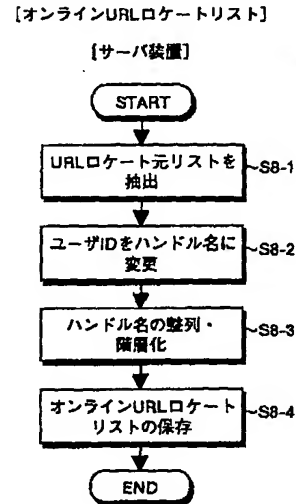 [オンラインURLロケートリスト]
[サーバ装置]
START
URLロケート元リストを
抽出
S8-1
ユーザIDをハンドル名に
変更
S8-2
ハンドル名の整列・
階層化
S8-3
オンラインURLロケート
リストの保存
S8-4
END